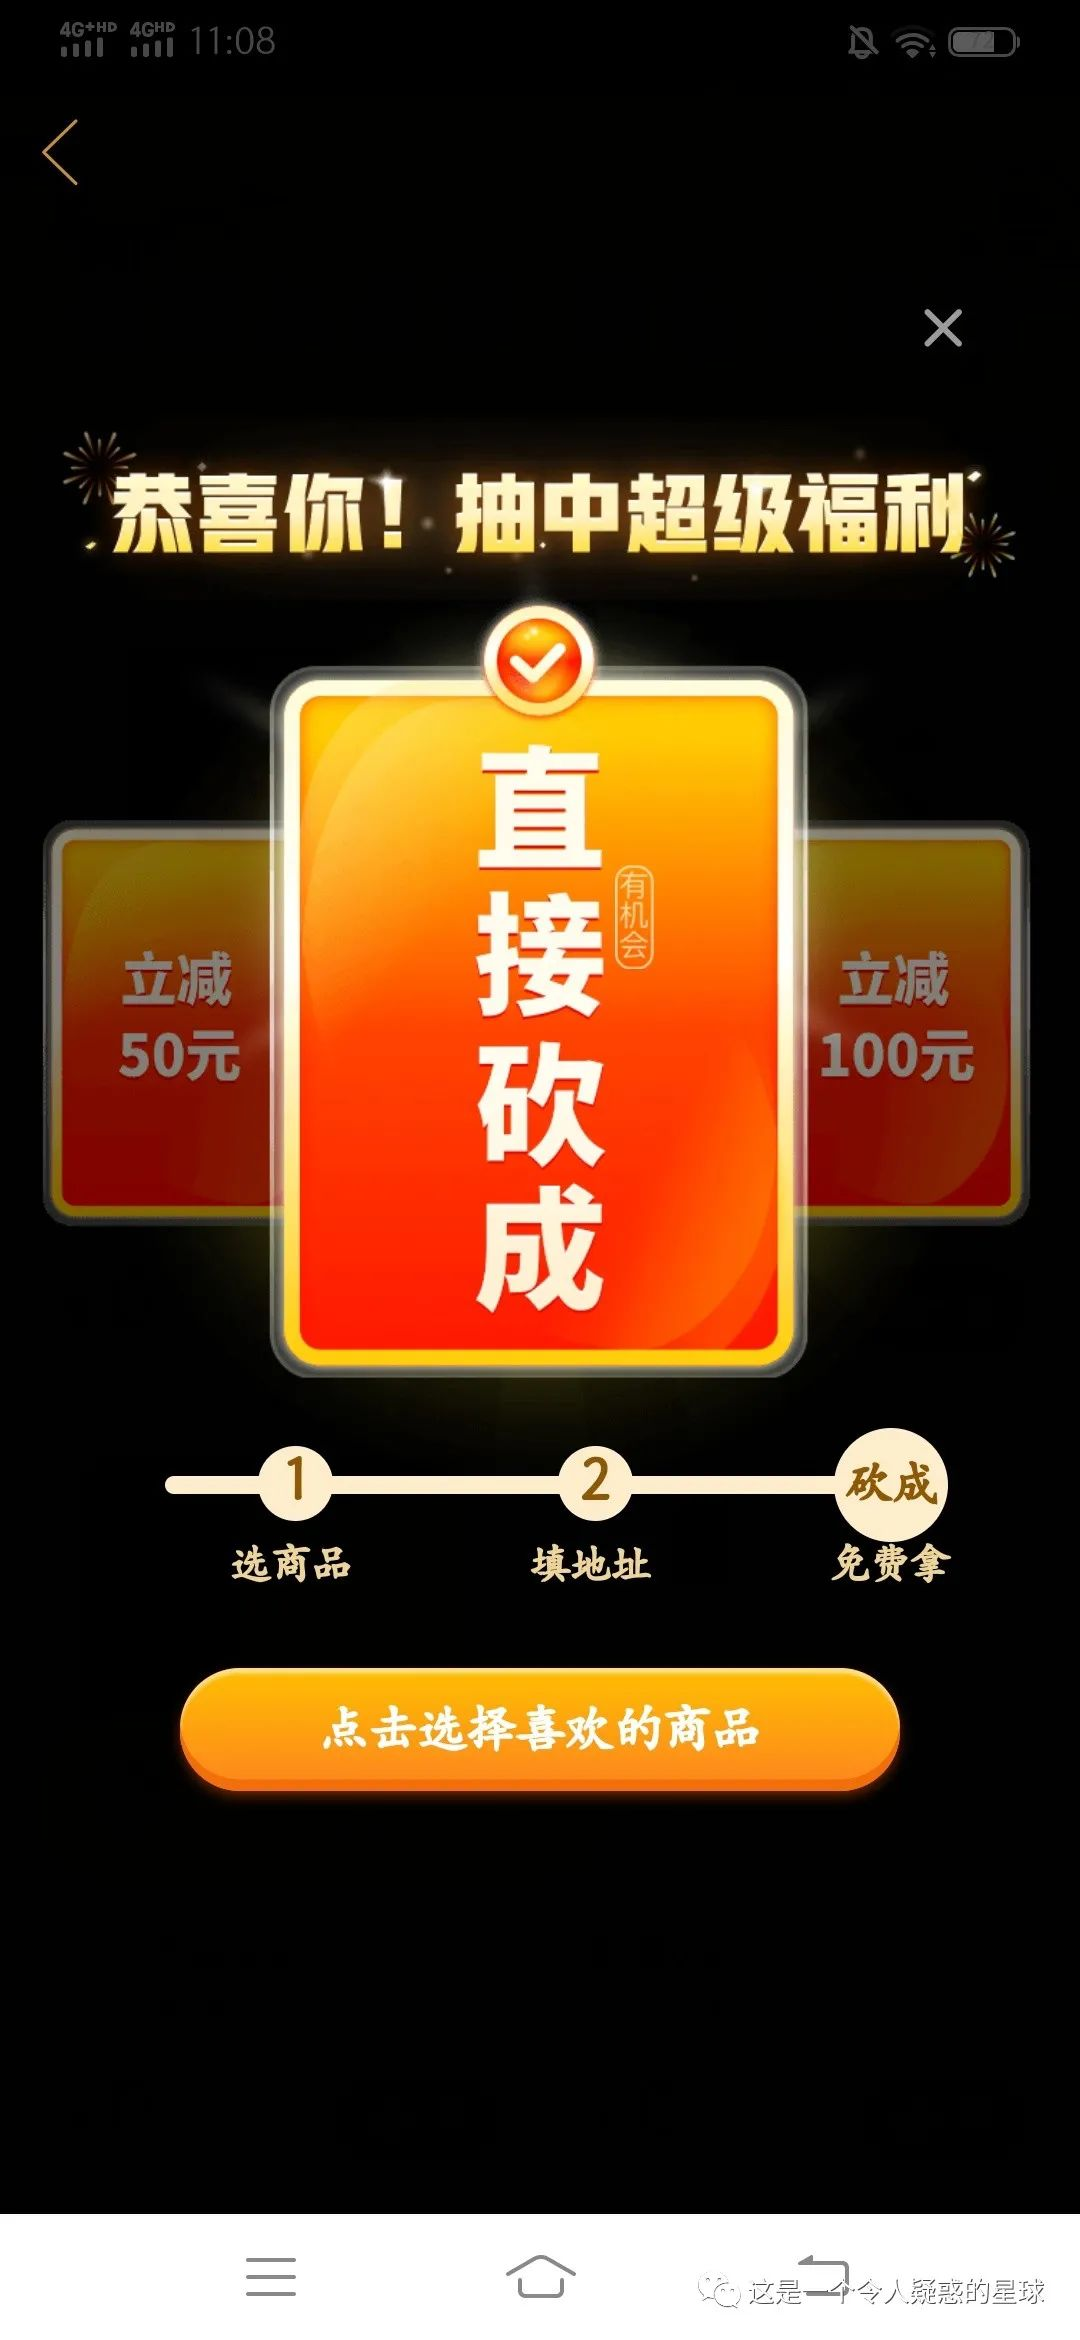 4G+HD 4GHD 11:08
72
恭喜你！抽中超级福利
直接砍成
有机会
立减
50元
立减
100元
1
2
砍成
选商品
填地址
免费拿
点击选择喜欢的商品
这是一个令人疑惑的星球